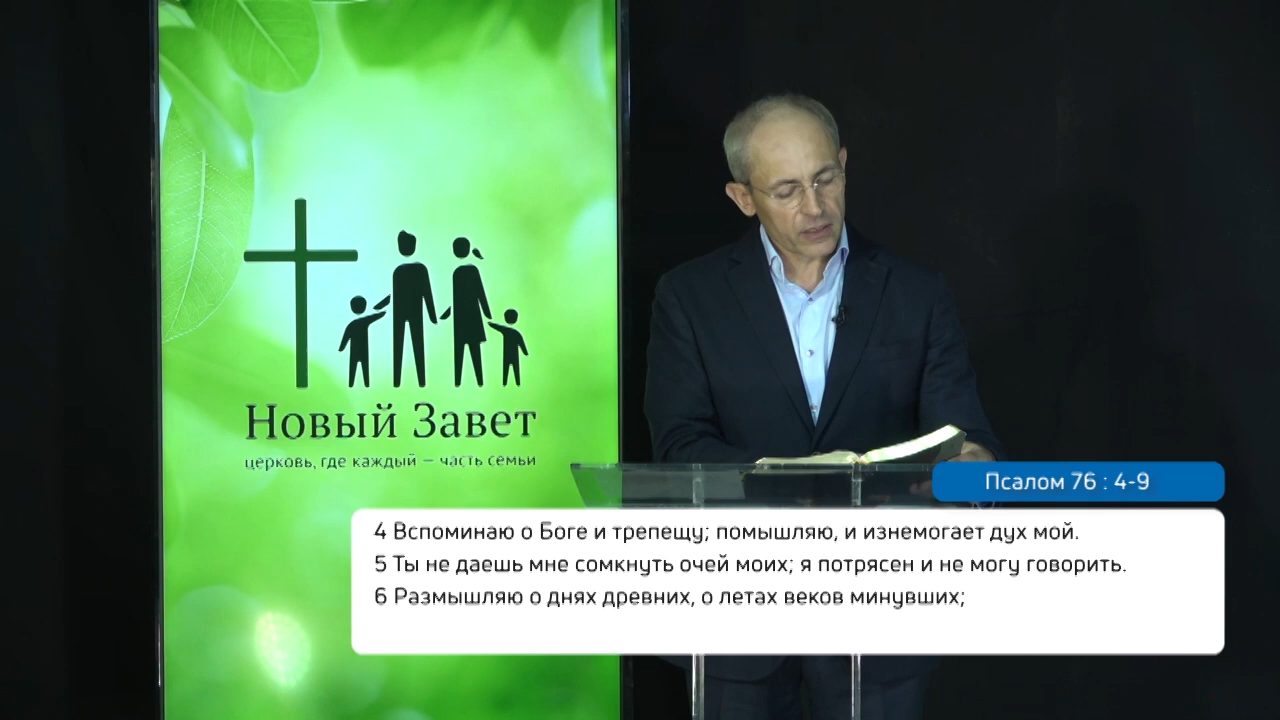 Новый Завет
церковь, где каждый — часть семьи
Псалом 76 : 4-9
4 Вспоминаю о Боге и трепещу; помышляю, и изнемогает дух мой.
5 Ты не даешь мне сомкнуть очей моих; я потрясен и не могу говорить.
6 Размышляю о днях древних, о летах веков минувших;